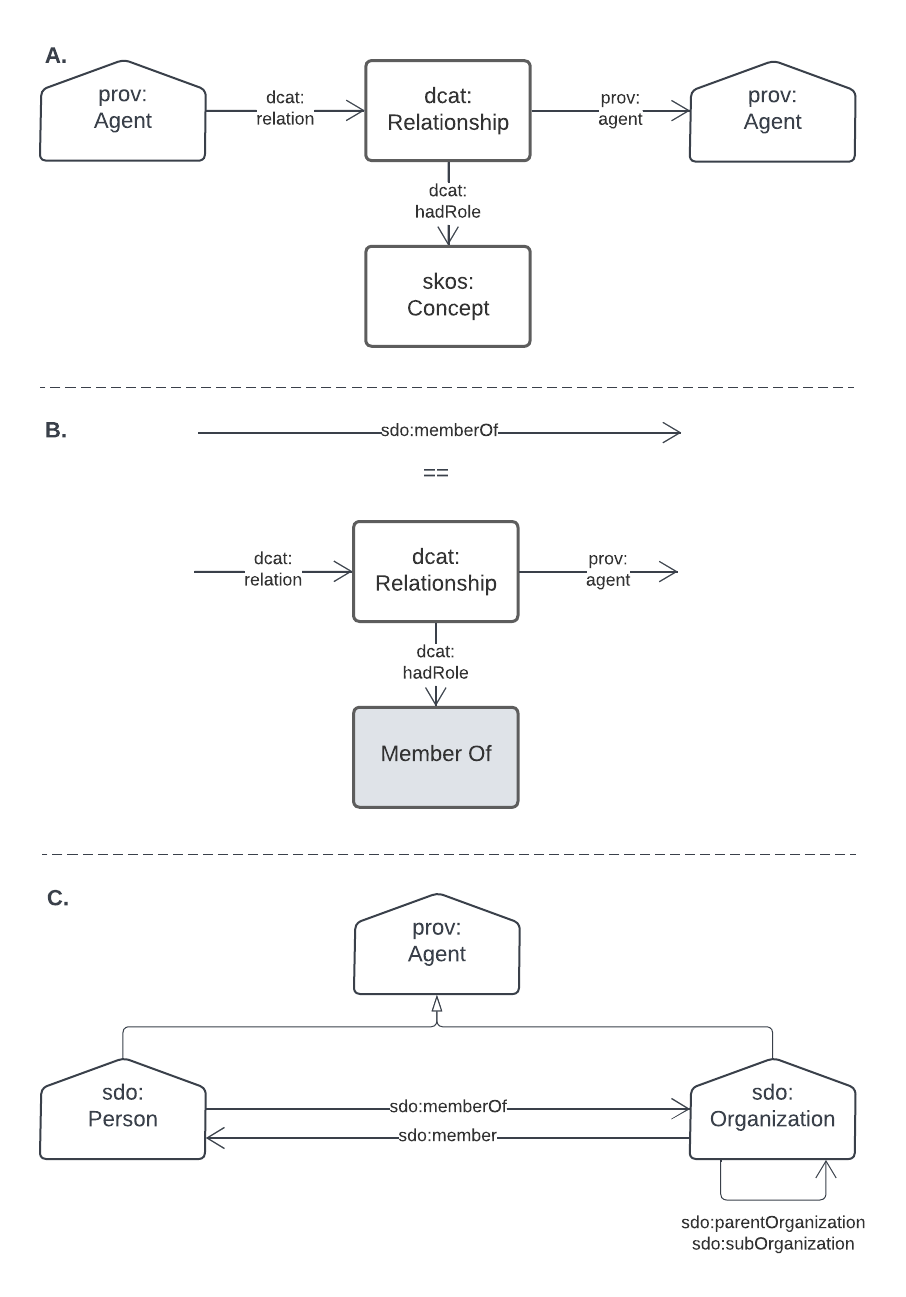 A.
prov:
Agent
dcat:
relation
dcat:
Relationship
prov:
agent
prov:
Agent
dcat:
hadRole
skos:
Concept
B.
sdo:memberOf
==
dcat:
relation
dcat:
Relationship
prov:
agent
dcat:
hadRole
Member Of
C.
prov:
Agent
sdo:
Person
sdo:memberOf
sdo:member
sdo:
Organization
sdo:parentOrganization
sdo:subOrganization